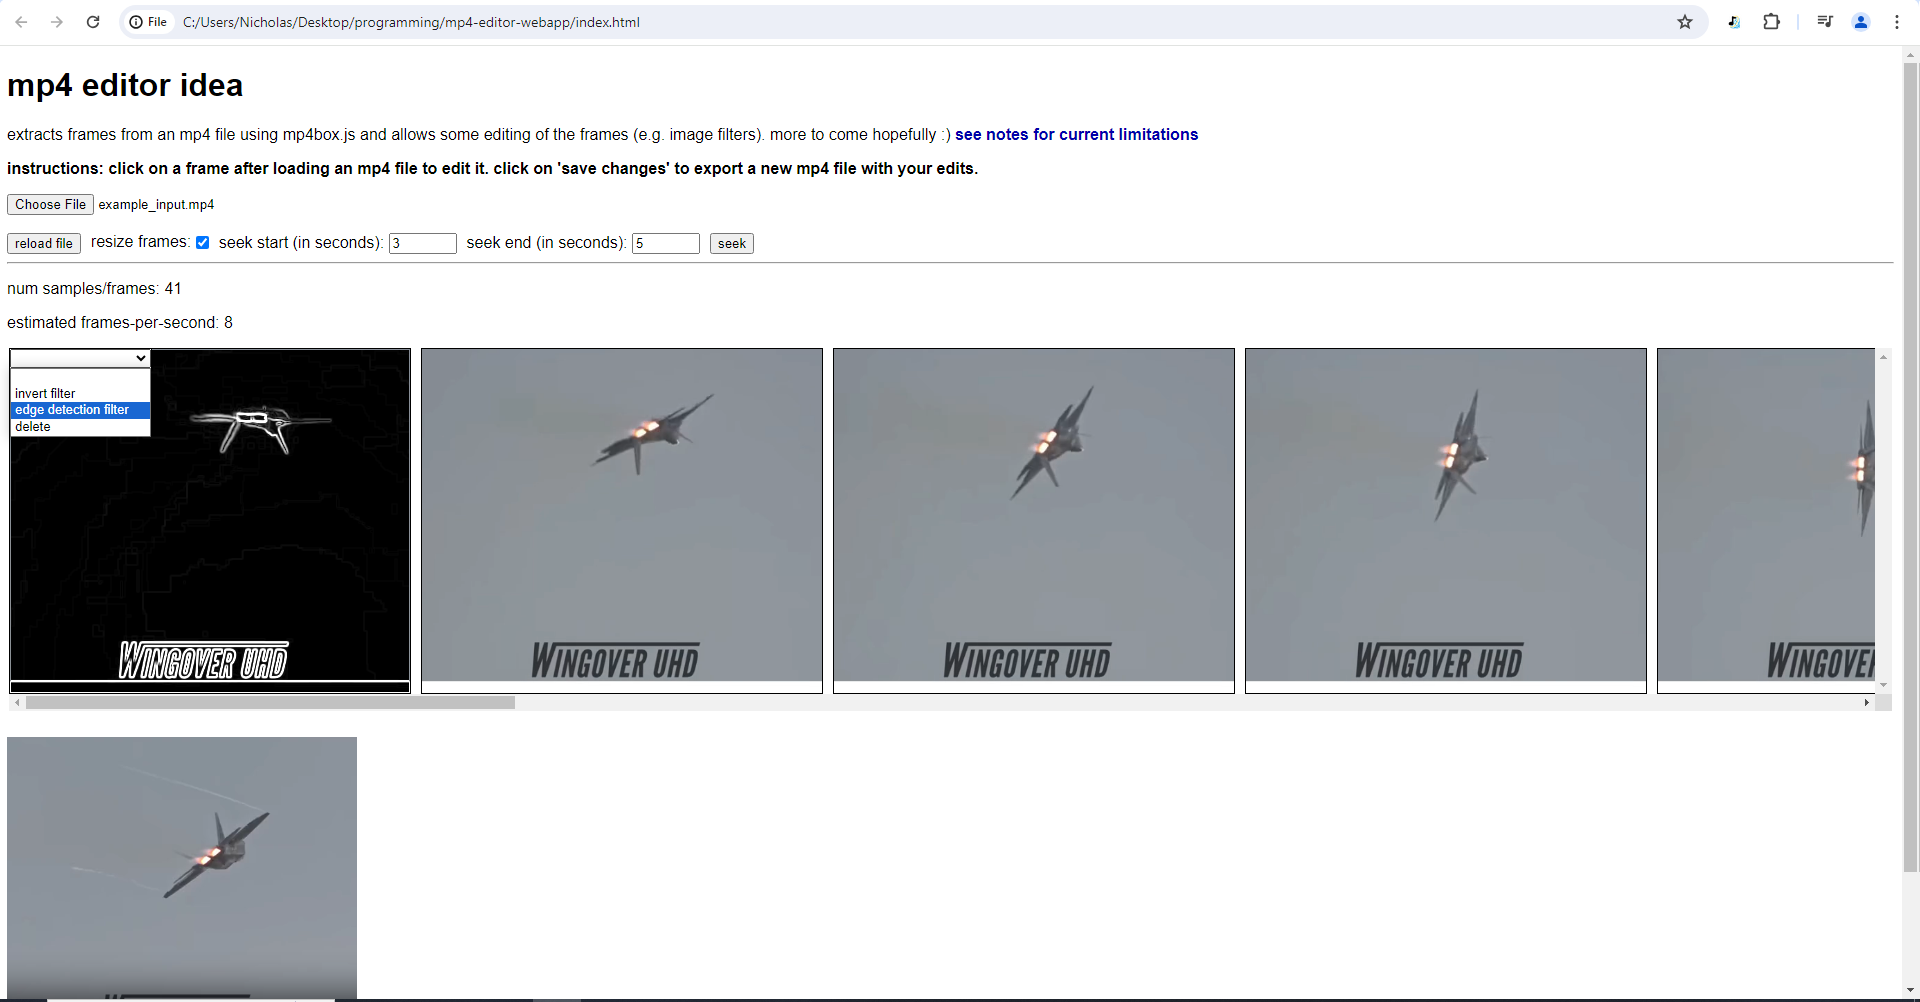 File C:/Users/Nicholas/Desktop/programming/mp4-editor-webapp/index.html
mp4 editor idea
extracts frames from an mp4 file using mp4box.js and allows some editing of the frames (e.g. image filters). more to come hopefully :) see notes for current limitations
instructions: click on a frame after loading an mp4 file to edit it. click on 'save changes' to export a new mp4 file with your edits.
Choose File example_input.mp4
reload file resize frames: seek start (in seconds): 3 seek end (in seconds): 5 seek
num samples/frames: 41
estimated frames-per-second: 8
invert filter
edge detection filter
delete
WINGOVER UHD WINGOVER UHD WINGOVER UHD WINGOVER UHD WINGOVE